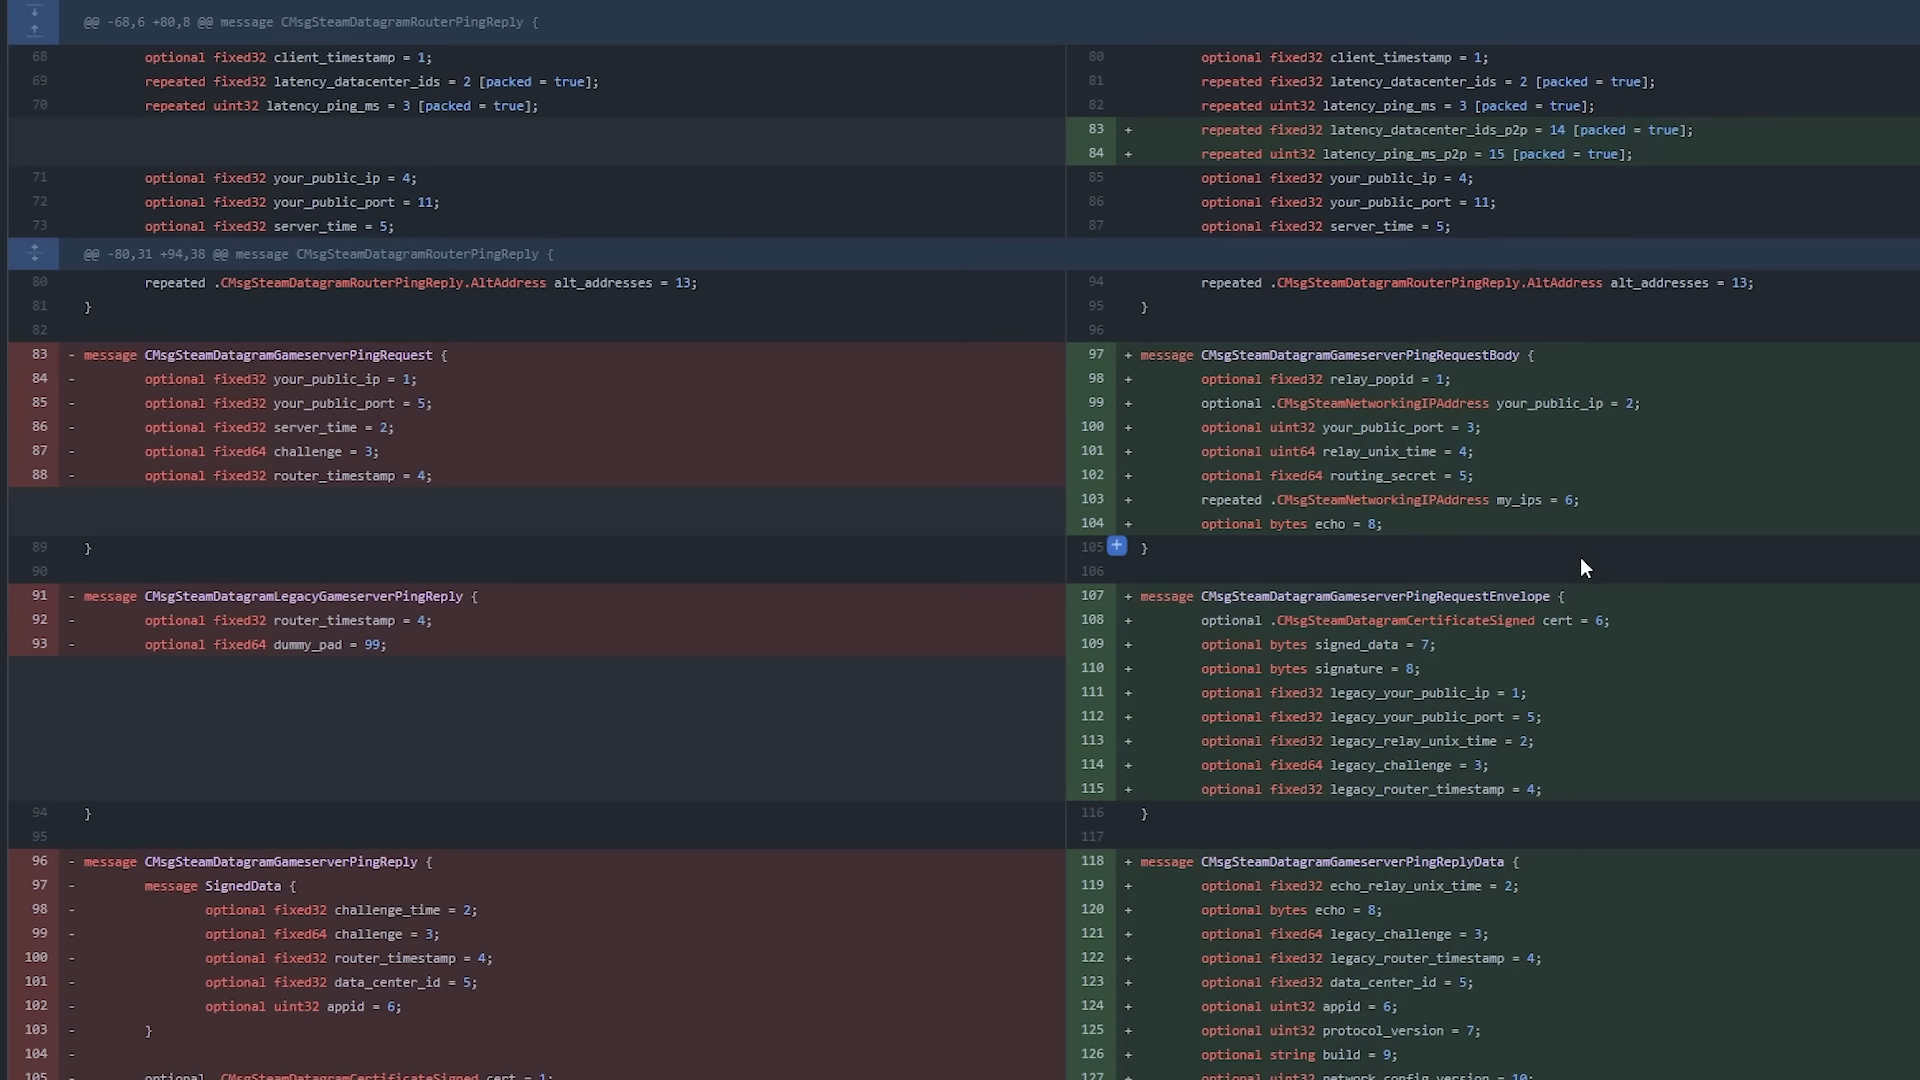 @@ -68,6 +80,8 @@ message CMsgSteamDatagramRouterPingReply {
68 optional fixed32 client_timestamp = 1;
69 repeated fixed32 latency_datacenter_ids = 2 [packed = true];
70 repeated uint32 latency_ping_ms = 3 [packed = true];
71 optional fixed32 your_public_ip = 4;
72 optional fixed32 your_public_port = 11;
73 optional fixed32 server_time = 5;
80 optional fixed32 client_timestamp = 1;
81 repeated fixed32 latency_datacenter_ids = 2 [packed = true];
82 repeated uint32 latency_ping_ms = 3 [packed = true];
83 + repeated fixed32 latency_datacenter_ids_p2p = 14 [packed = true];
84 + repeated uint32 latency_ping_ms_p2p = 15 [packed = true];
85 optional fixed32 your_public_ip = 4;
86 optional fixed32 your_public_port = 11;
87 optional fixed32 server_time = 5;
@@ -80,31 +94,38 @@ message CMsgSteamDatagramRouterPingReply {
80 repeated .CMsgSteamDatagramRouterPingReply.AltAddress alt_addresses = 13;
81 }
82
83 - message CMsgSteamDatagramGameserverPingRequest {
84 - optional fixed32 your_public_ip = 1;
85 - optional fixed32 your_public_port = 5;
86 - optional fixed32 server_time = 2;
87 - optional fixed64 challenge = 3;
88 - optional fixed32 router_timestamp = 4;
89 }
90
91 - message CMsgSteamDatagramLegacyGameserverPingReply {
92 - optional fixed32 router_timestamp = 4;
93 - optional fixed64 dummy_pad = 99;
94 }
95
96 - message CMsgSteamDatagramGameserverPingReply {
97 - message SignedData {
98 - optional fixed32 challenge_time = 2;
99 - optional fixed64 challenge = 3;
100 - optional fixed32 router_timestamp = 4;
101 - optional fixed32 data_center_id = 5;
102 - optional uint32 appid = 6;
103 - }
104 -
105 - optional .CMsgSteamDatagramCertificateSigned cert = 1;
94 repeated .CMsgSteamDatagramRouterPingReply.AltAddress alt_addresses = 13;
95 }
96
97 + message CMsgSteamDatagramGameserverPingRequestBody {
98 + optional fixed32 relay_popid = 1;
99 + optional .CMsgSteamNetworkingIPAddress your_public_ip = 2;
100 + optional uint32 your_public_port = 3;
101 + optional uint64 relay_unix_time = 4;
102 + optional fixed64 routing_secret = 5;
103 + repeated .CMsgSteamNetworkingIPAddress my_ips = 6;
104 + optional bytes echo = 8;
105 + }
106
107 + message CMsgSteamDatagramGameserverPingRequestEnvelope {
108 + optional .CMsgSteamDatagramCertificateSigned cert = 6;
109 + optional bytes signed_data = 7;
110 + optional bytes signature = 8;
111 + optional fixed32 legacy_your_public_ip = 1;
112 + optional fixed32 legacy_your_public_port = 5;
113 + optional fixed32 legacy_relay_unix_time = 2;
114 + optional fixed64 legacy_challenge = 3;
115 + optional fixed32 legacy_router_timestamp = 4;
116 }
117
118 + message CMsgSteamDatagramGameserverPingReplyData {
119 + optional fixed32 echo_relay_unix_time = 2;
120 + optional bytes echo = 8;
121 + optional fixed64 legacy_challenge = 3;
122 + optional fixed32 legacy_router_timestamp = 4;
123 + optional fixed32 data_center_id = 5;
124 + optional uint32 appid = 6;
125 + optional uint32 protocol_version = 7;
126 + optional string build = 9;
127 + optional uint32 network_config_version = 10;